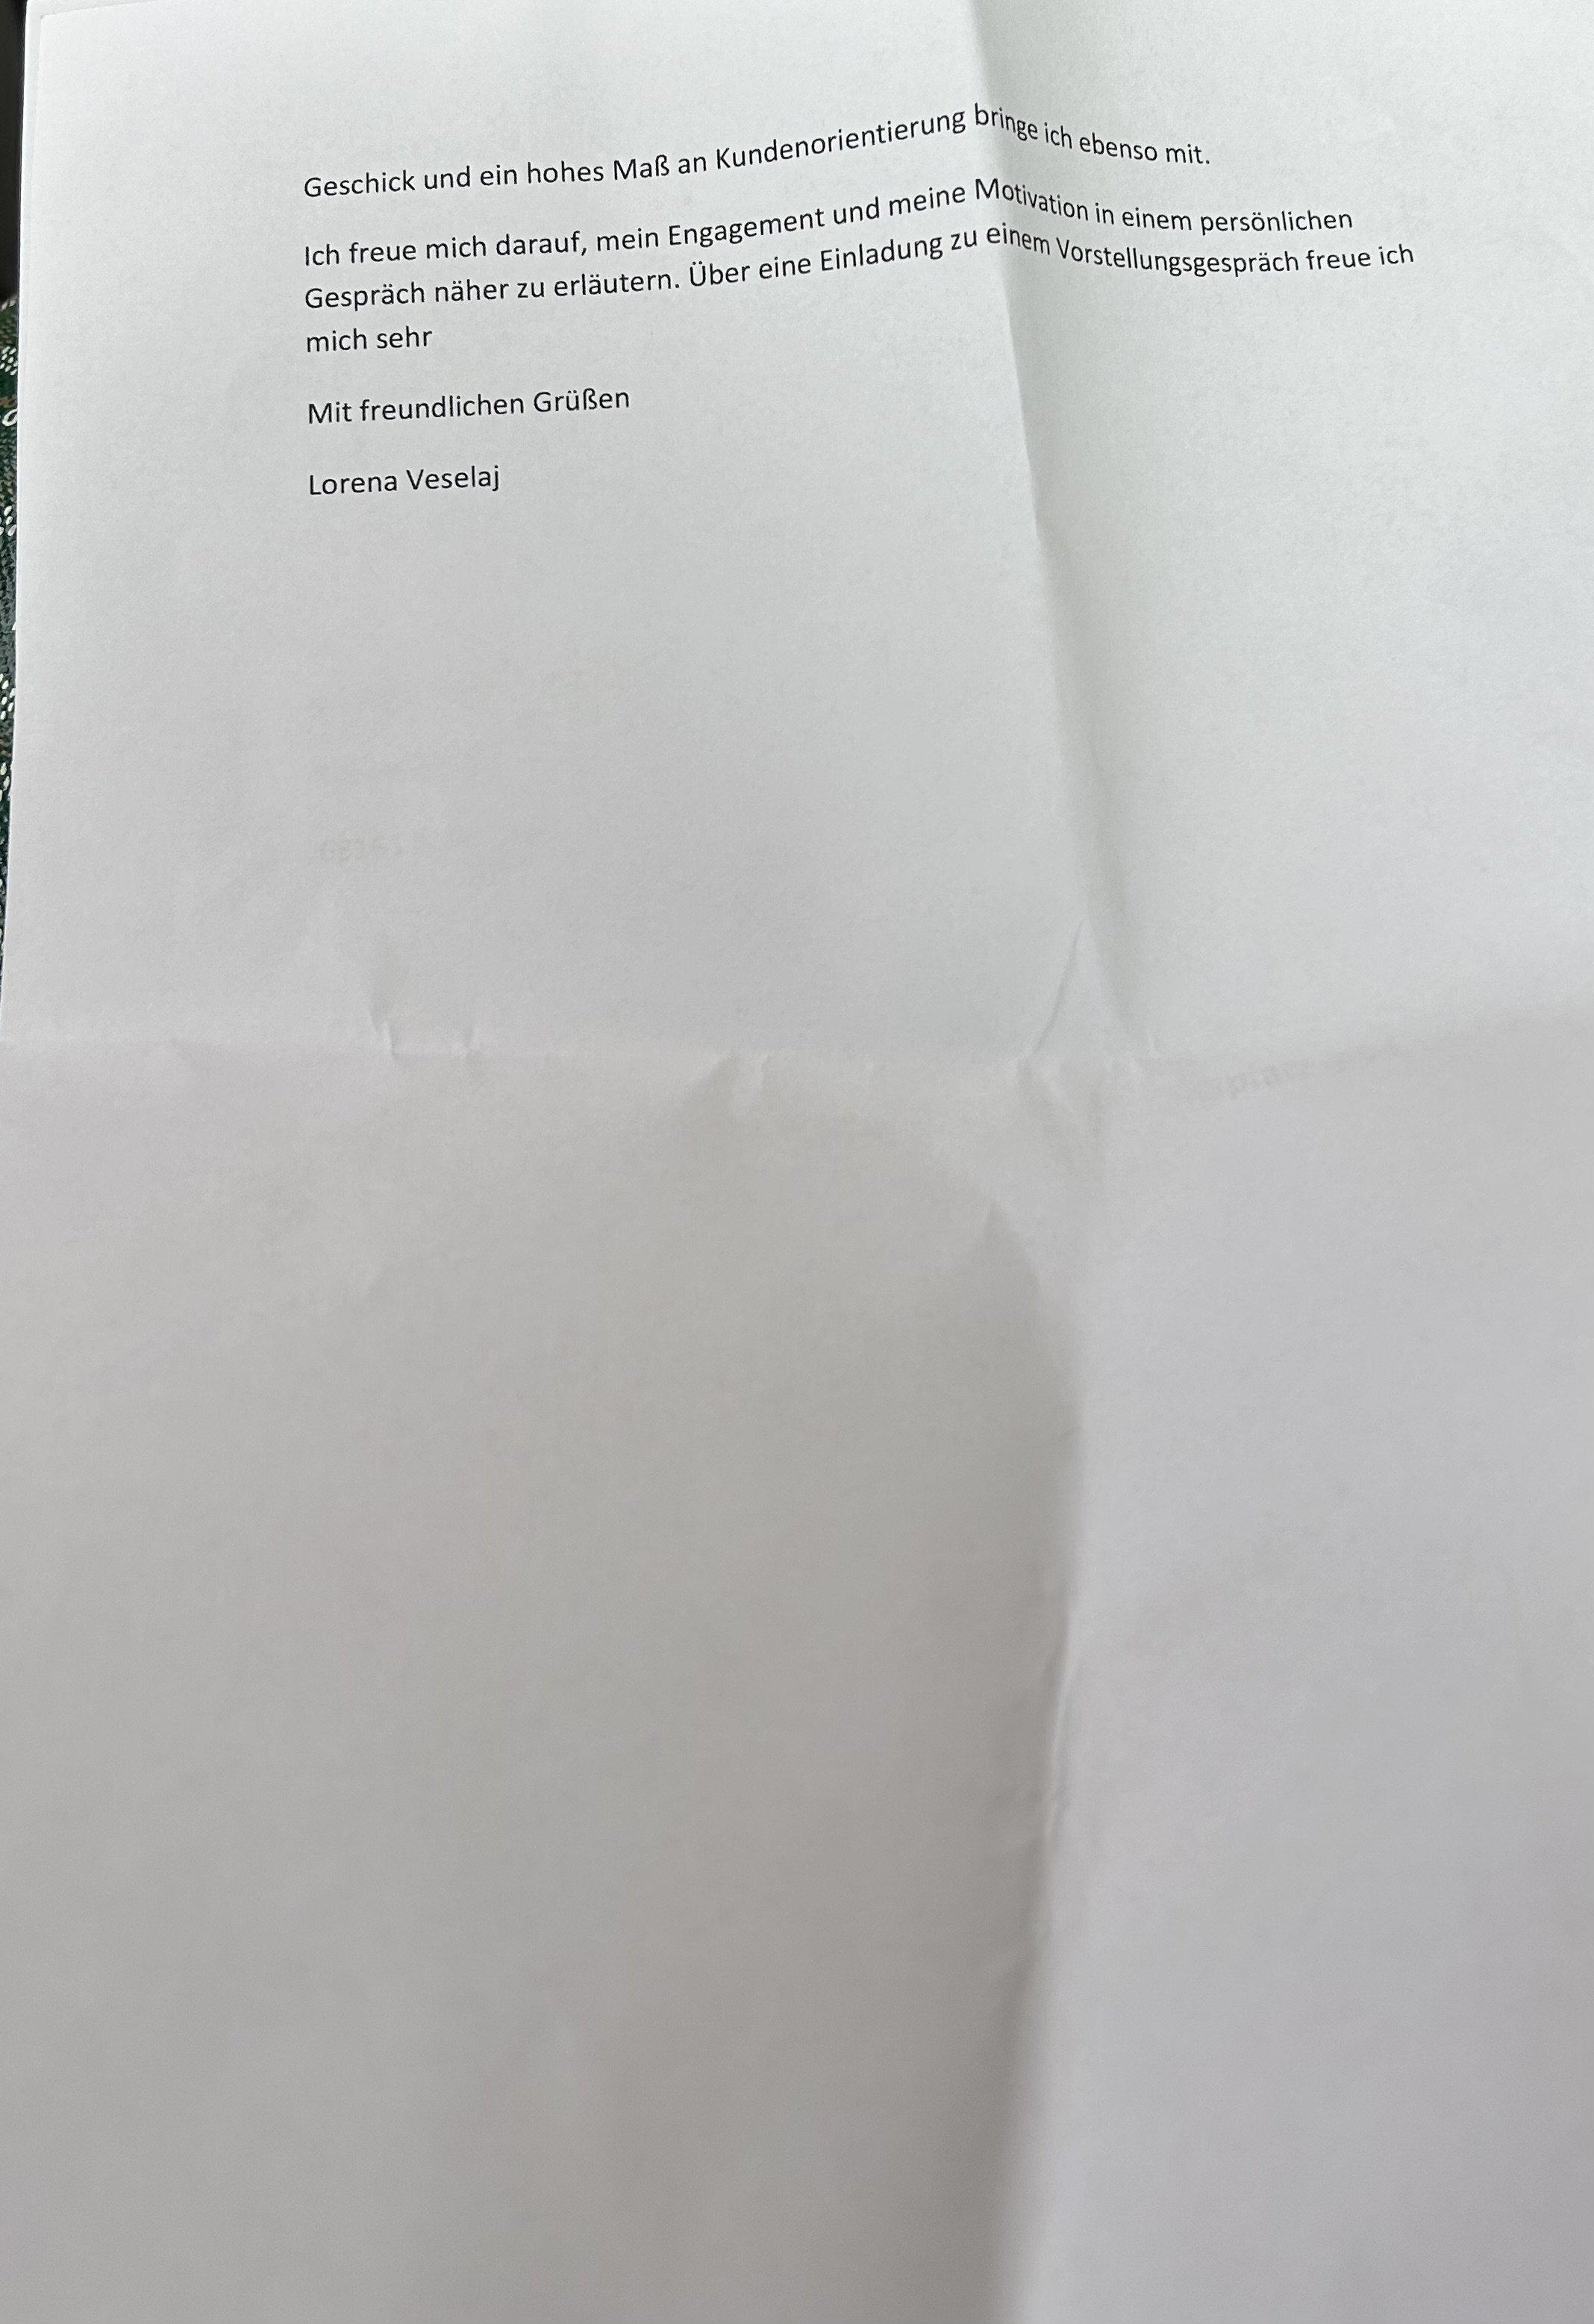 Geschick und ein hohes Maß an Kundenorientierung bringe ich ebenso mit.
Ich freue mich darauf, mein Engagement und meine Motivation in einem persönlichen
Gespräch näher zu erläutern. Über eine Einladung zu einem Vorstellungsgespräch freue ich
mich sehr
Mit freundlichen Grüßen
Lorena Veselaj